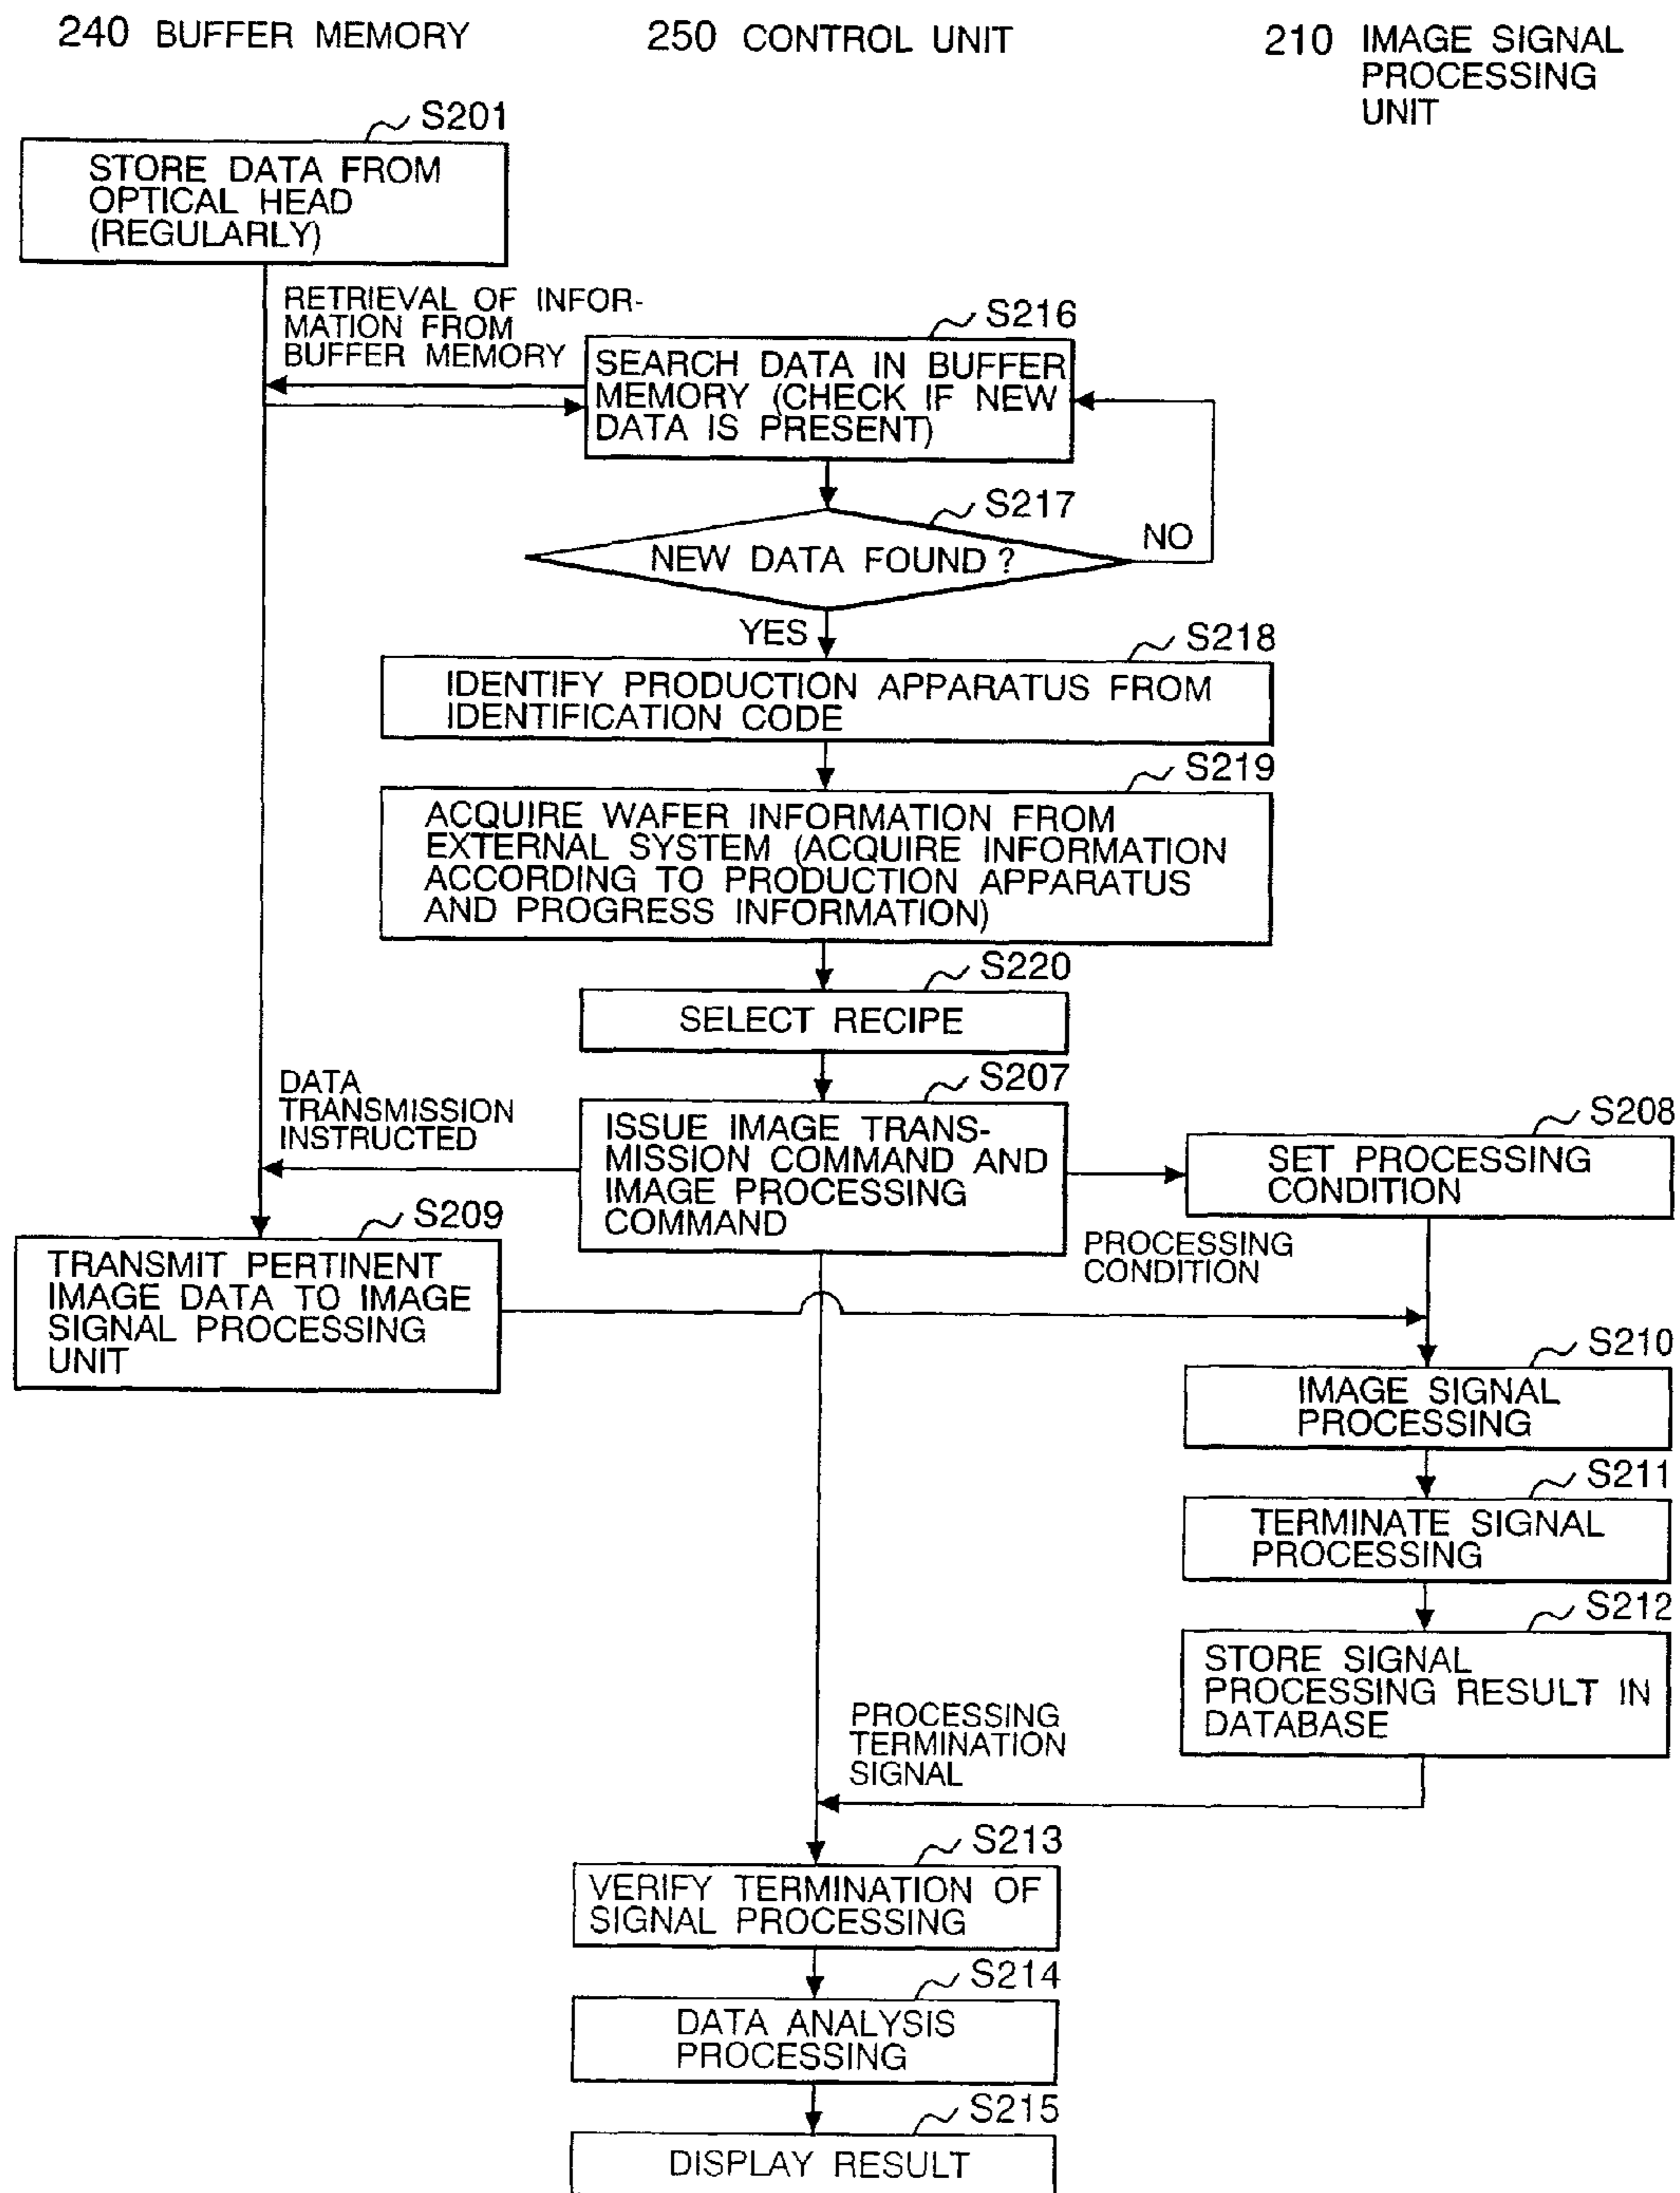 240 BUFFER MEMORY
250 CONTROL UNIT
210 IMAGE SIGNAL
PROCESSING
UNIT
S201
STORE DATA FROM
OPTICAL HEAD
(REGULARLY)
RETRIEVAL OF INFOR-
MATION FROM
BUFFER MEMORY
S216
SEARCH DATA IN BUFFER
MEMORY (CHECK IF NEW
DATA IS PRESENT)
S217
NEW DATA FOUND ?
NO
YES
S218
IDENTIFY PRODUCTION APPARATUS FROM
IDENTIFICATION CODE
S219
ACQUIRE WAFER INFORMATION FROM
EXTERNAL SYSTEM (ACQUIRE INFORMATION
ACCORDING TO PRODUCTION APPARATUS
AND PROGRESS INFORMATION)
S220
SELECT RECIPE
S207
DATA
TRANSMISSION
INSTRUCTED
ISSUE IMAGE TRANS-
MISSION COMMAND AND
IMAGE PROCESSING
COMMAND
S208
SET PROCESSING
CONDITION
S209
TRANSMIT PERTINENT
IMAGE DATA TO IMAGE
SIGNAL PROCESSING
UNIT
PROCESSING
CONDITION
S210
IMAGE SIGNAL
PROCESSING
S211
TERMINATE SIGNAL
PROCESSING
S212
STORE SIGNAL
PROCESSING RESULT IN
DATABASE
PROCESSING
TERMINATION
SIGNAL
S213
VERIFY TERMINATION OF
SIGNAL PROCESSING
S214
DATA ANALYSIS
PROCESSING
S215
DISPLAY RESULT